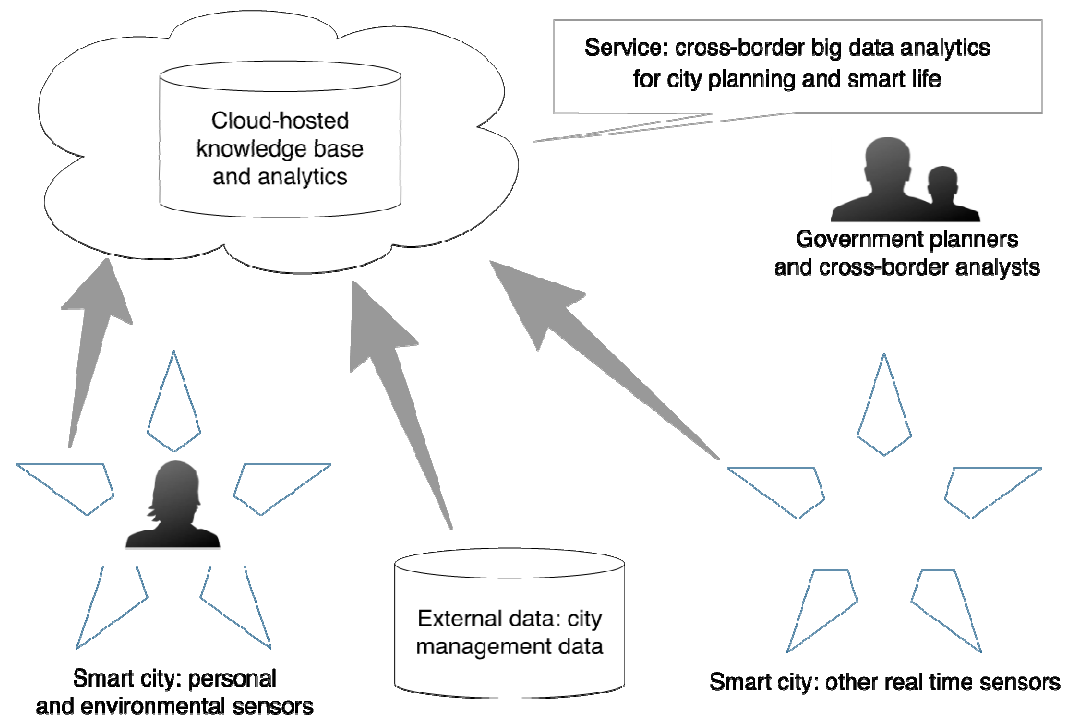 Service: cross-border big data analytics
for city planning and smart life
Cloud-hosted
knowledge base
and analytics
Government planners
and cross-border analysts
External data: city
management data
Smart city: personal
and environmental sensors
Smart city: other real time sensors